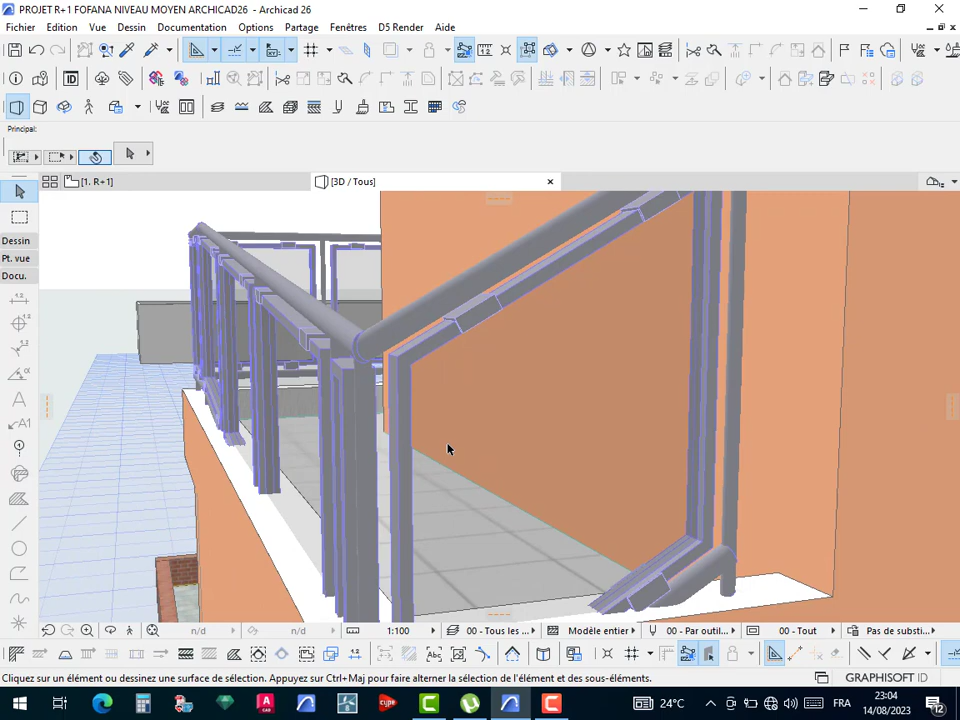 PROJET R+1 FOFANA NIVEAU MOYEN ARCHICAD26 - Archicad 26
Fichier Edition Vue Dessin Documentation Options Partage Fenêtres D5 Render Aide
Principal:
[1. R+1] [3D / Tous]
Dessin
Pt. vue
Docu.
1.2
A
A1
n/d n/d 1:100 00 - Tous les ... Modèle entier 00 - Par outil... 00 - Tout Pas de substi...
Cliquez sur un élément ou dessinez une surface de sélection. Appuyez sur Ctrl+Maj pour faire alterner la sélection de l'élément et des sous-éléments.
GRAPHISOFT ID
24°C FRA 23:04
14/08/2023 12